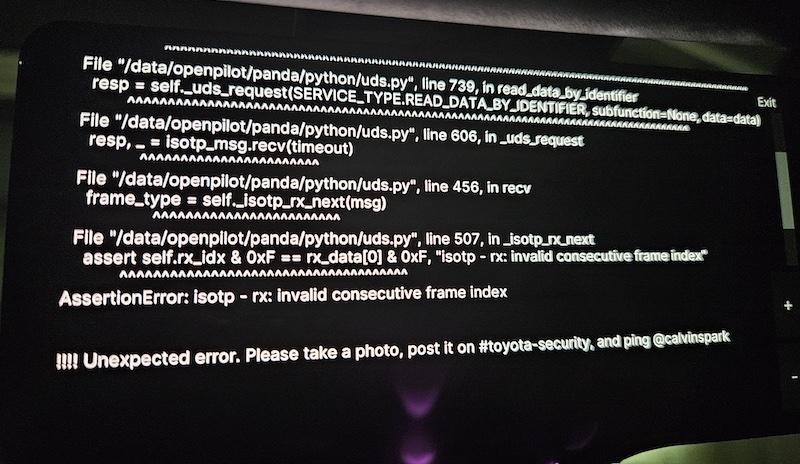 ^^^^^^^^^^^^^^^^^^^^^^^^^^^^^^^^^^^^^^^^^^^^^^^^^^^^^^^^^^^^^^^^^^^^^^^^
File "/data/openpilot/panda/python/uds.py", line 739, in read_data_by_identifier
resp = self._uds_request(SERVICE_TYPE.READ_DATA_BY_IDENTIFIER, subfunction=None, data=data)
^^^^^^^^^^^^^^^^^^^^^^^^^^^^^^^^^^^^^^^^^^^^^^^^^^^^^^^^^^^^^^^^^^^^^^^^^^^^^^^^^^^^
File "/data/openpilot/panda/python/uds.py", line 606, in _uds_request
resp, _ = isotp_msg.recv(timeout)
^^^^^^^^^^^^^^^^^^^^^^^
File "/data/openpilot/panda/python/uds.py", line 456, in recv
frame_type = self._isotp_rx_next(msg)
^^^^^^^^^^^^^^^^^^^^^^^^
File "/data/openpilot/panda/python/uds.py", line 507, in _isotp_rx_next
assert self.rx_idx & 0xF == rx_data[0] & 0xF, "isotp - rx: invalid consecutive frame index"
^^^^^^^^^^^^^^^^^^^^^^^^^^^^^^^^^^^^^
AssertionError: isotp - rx: invalid consecutive frame index
!!!! Unexpected error. Please take a photo, post it on #toyota-security, and ping @calvinspark
Exit
+
-